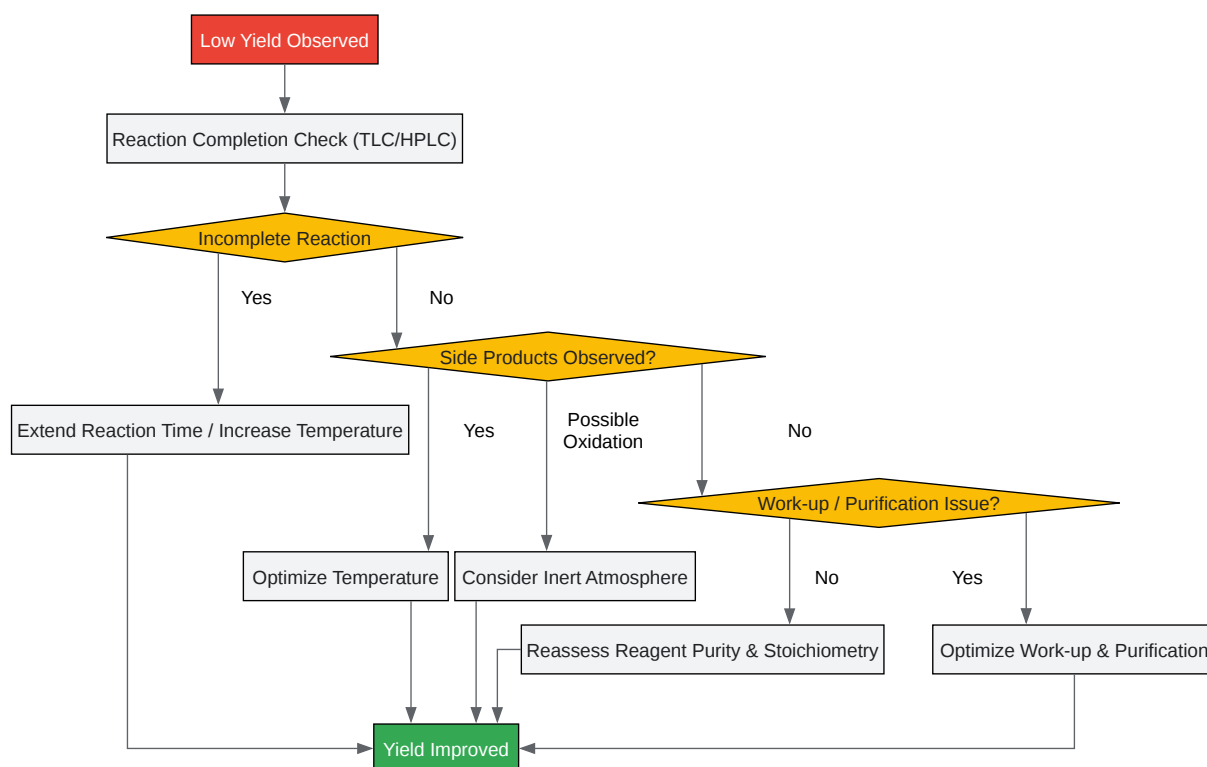 Low Yield Observed
Reaction Completion Check (TLC/HPLC)
Incomplete Reaction
Yes
No
Side Products Observed?
Extend Reaction Time / Increase Temperature
Yes
Possible
Oxidation
No
Work-up / Purification Issue?
Optimize Temperature
Consider Inert Atmosphere
No
Yes
Reassess Reagent Purity & Stoichiometry
Optimize Work-up & Purification
Yield Improved